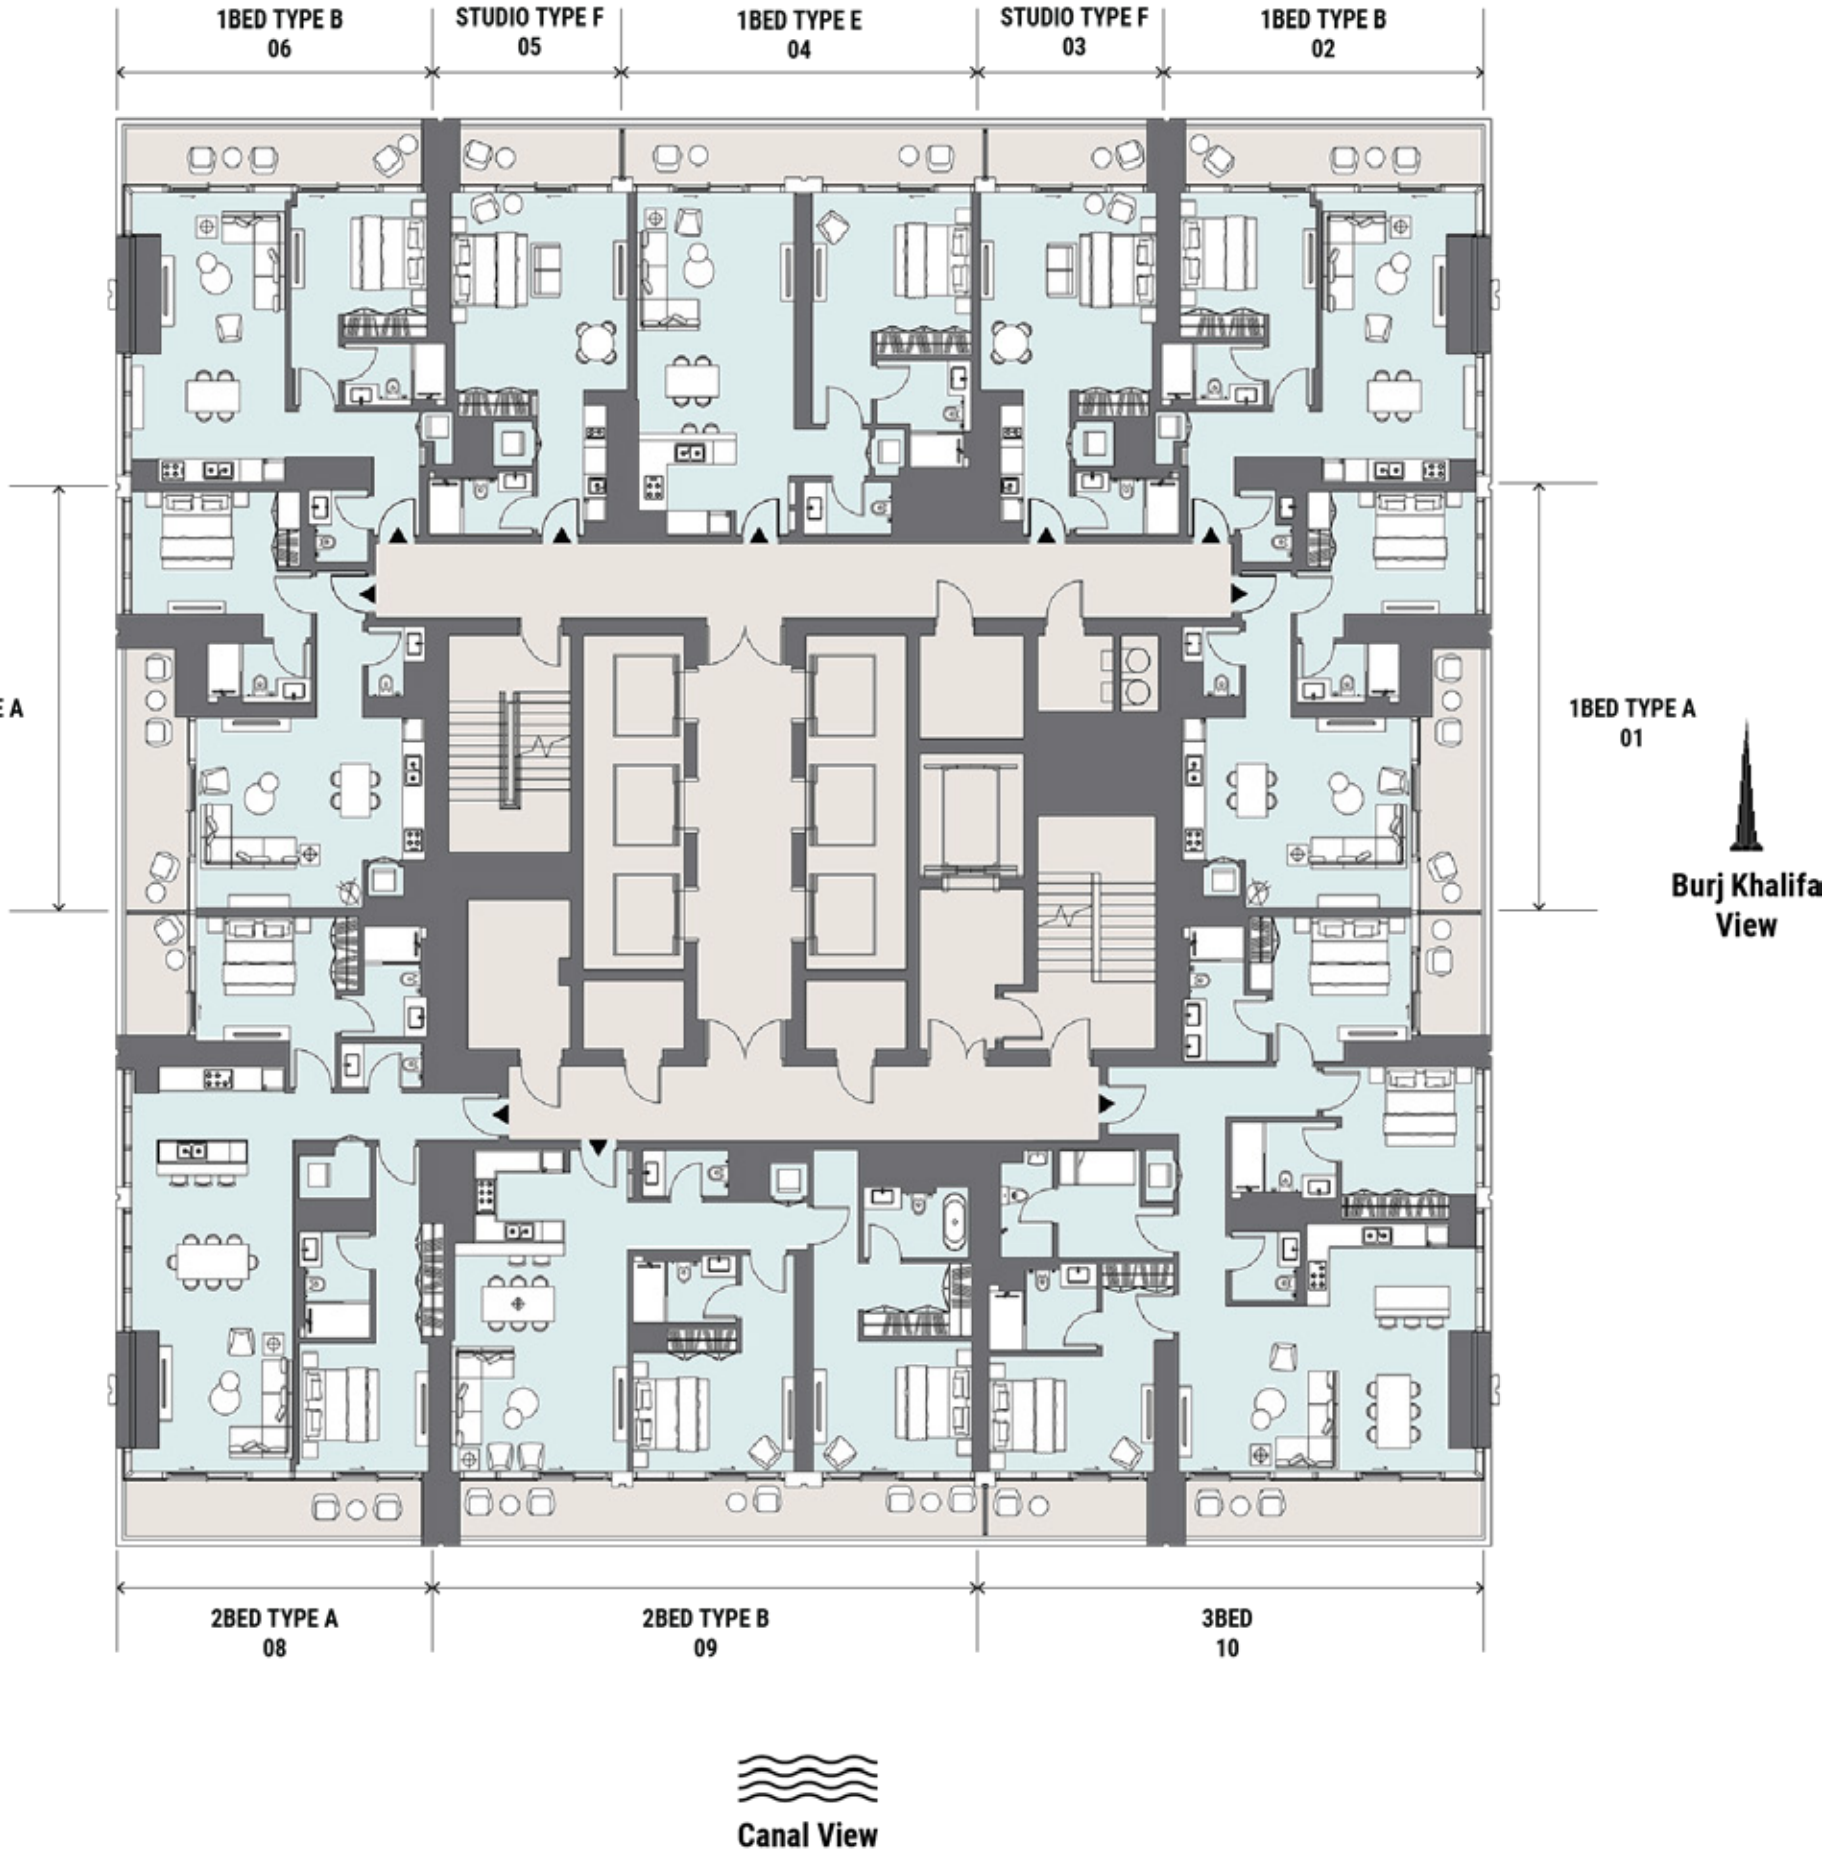 1BED TYPE B
06
STUDIO TYPE F
05
1BED TYPE E
04
STUDIO TYPE F
03
1BED TYPE B
02
A
1BED TYPE A
01
Burj Khalifa
View
2BED TYPE A
08
2BED TYPE B
09
3BED
10
Canal View